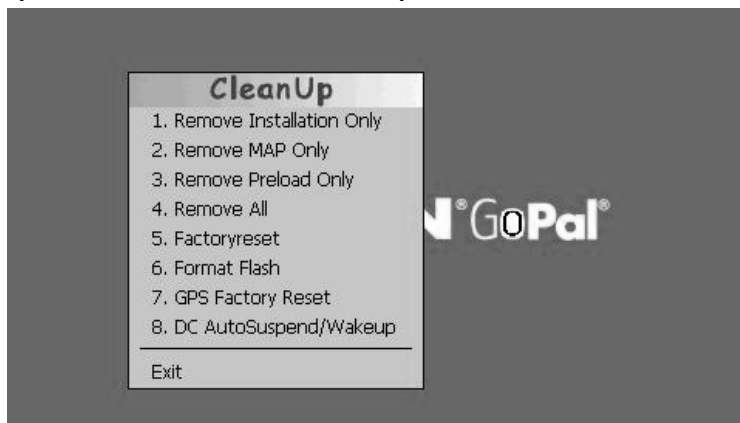 CleanUp
1. Remove Installation Only
2. Remove MAP Only
3. Remove Preload Only
4. Remove All
5. Factoryreset
6. Format Flash
7. GPS Factory Reset
8. DC AutoSuspend/Wakeup
Exit
N®GoPal®